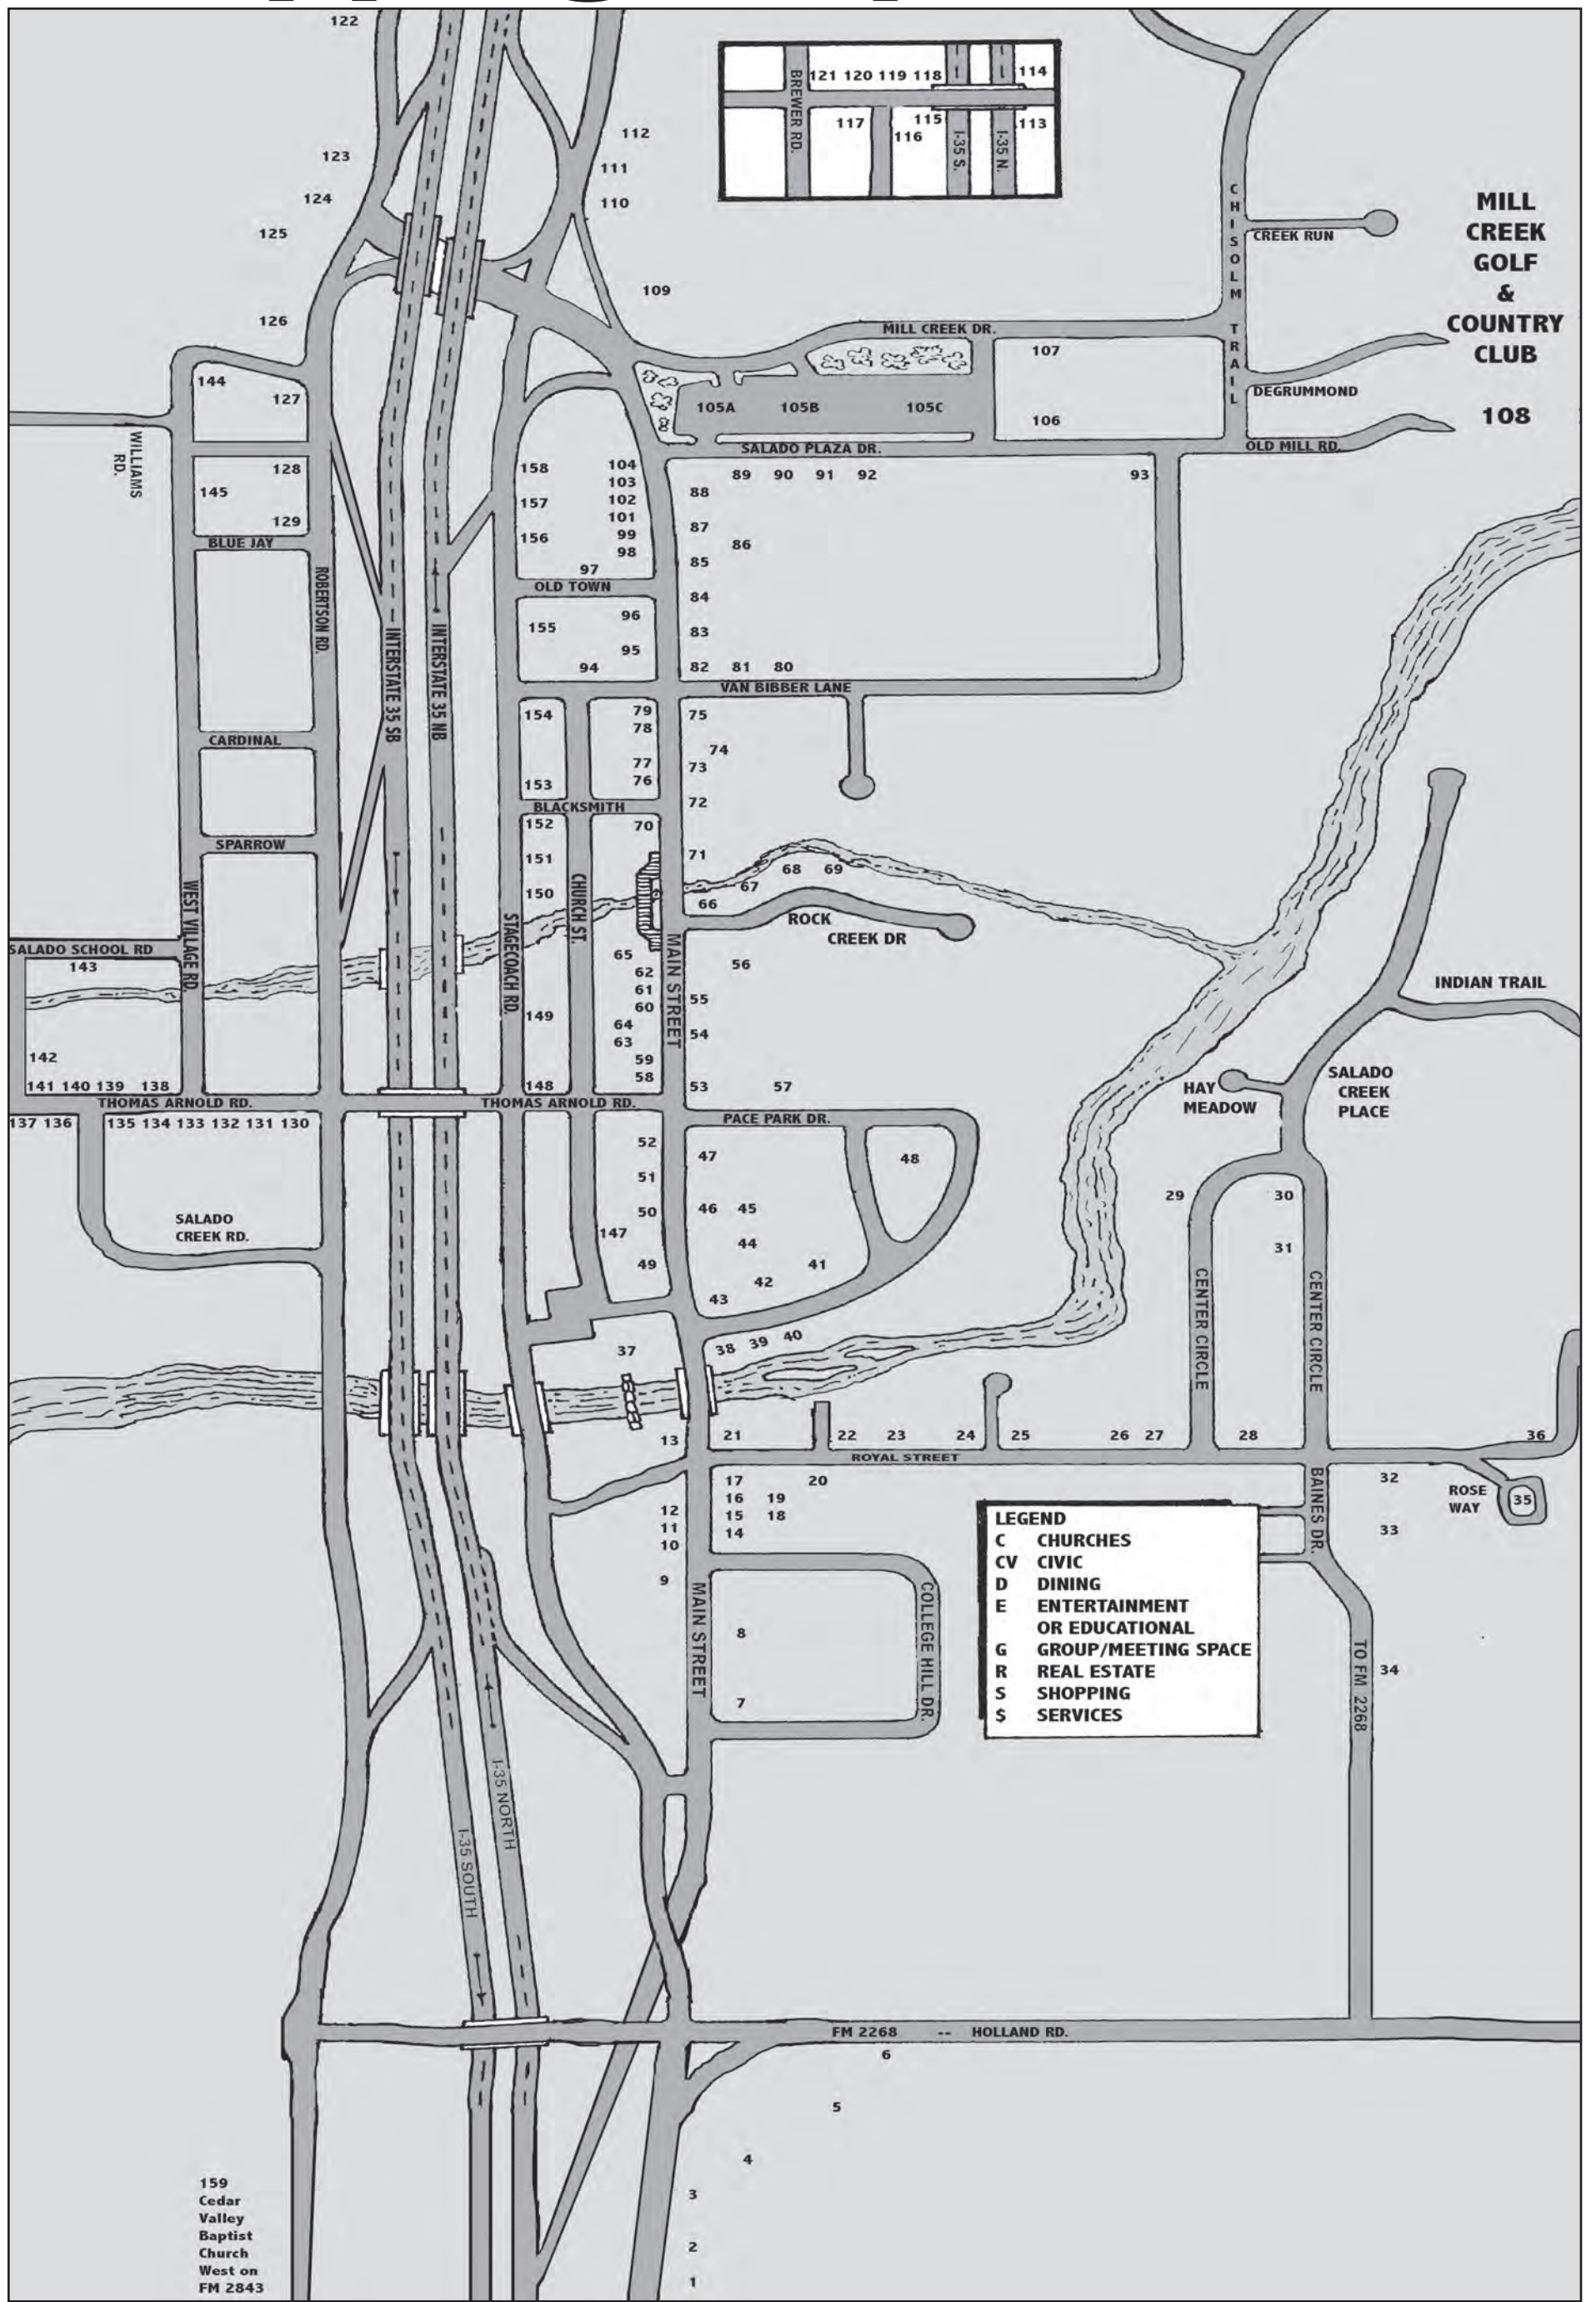 122
BREWER RD.
121 120 119 118
114
117
115
116
113
I-35 S.
I-35 N.
112
111
110
123
124
125
126
109
CHISOLM TRAIL
CREEK RUN
MILL
CREEK
GOLF
&
COUNTRY
CLUB
108
MILL CREEK DR.
107
106
DEGRUMMOND
OLD MILL RD.
105A 105B 105C
SALADO PLAZA DR.
144
127
WILLIAMS
RD.
128
145
129
BLUE JAY
ROBERTSON RD.
INTERSTATE 35 SB
INTERSTATE 35 NB
158
157
156
104
103
102
101
99
98
97
OLD TOWN
89 90 91 92
93
88
87
86
85
84
83
82 81 80
155
96
95
94
VAN BIBBER LANE
154
153
79
78
77
76
75
74
73
72
CARDINAL
BLACKSMITH
SPARROW
152
151
150
70
71
68 69
67
66
ROCK
CREEK DR
WEST VILLAGE RD.
STAGECOACH RD.
CHURCH ST.
MAIN STREET
SALADO SCHOOL RD
143
65
62
61
60
64
63
59
58
56
55
54
53
57
149
148
142
141 140 139 138
THOMAS ARNOLD RD.
THOMAS ARNOLD RD.
137 136
135 134 133 132 131 130
SALADO
CREEK RD.
PACE PARK DR.
INDIAN TRAIL
SALADO
CREEK
PLACE
HAY
MEADOW
52
51
50
147
49
47
48
46 45
44
41
42
43
29
30
31
CENTER CIRCLE
CENTER CIRCLE
37
38 39 40
13
21
22 23 24 25
26 27
28
36
ROYAL STREET
17
20
16 19
15 18
14
12
11
10
9
32
33
ROSE
WAY
35
BAINES DR.
LEGEND
C CHURCHES
CV CIVIC
D DINING
E ENTERTAINMENT
OR EDUCATIONAL
G GROUP/MEETING SPACE
R REAL ESTATE
S SHOPPING
$ SERVICES
MAIN STREET
8
7
COLLEGE HILL DR.
34
TO FM 2268
I-35 NORTH
I-35 SOUTH
FM 2268 -- HOLLAND RD.
6
5
4
3
2
1
159
Cedar
Valley
Baptist
Church
West on
FM 2843